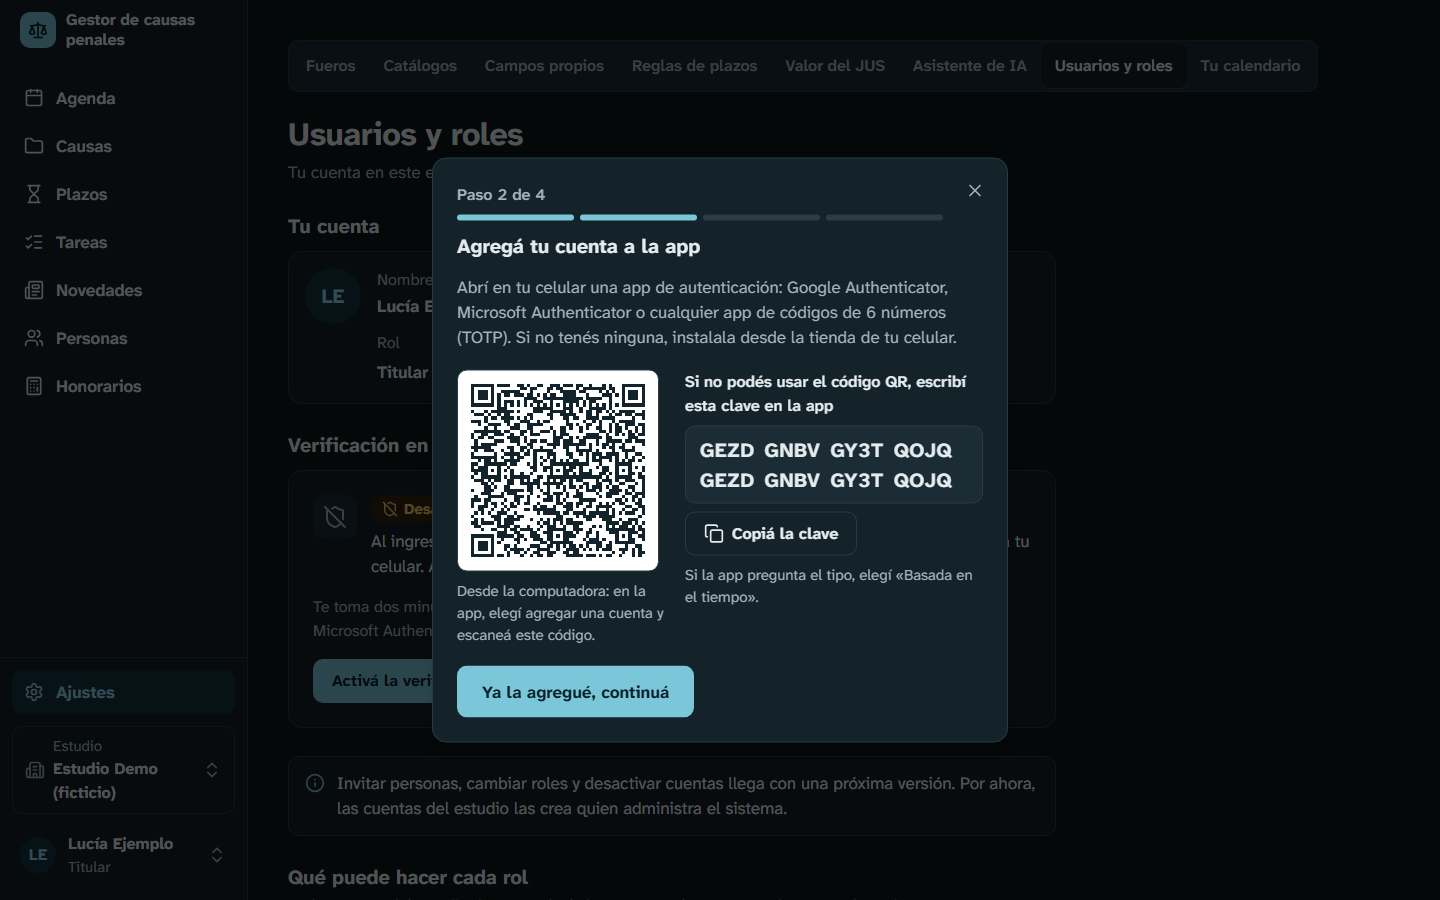 Gestor de causas
penales
Agenda
Causas
Plazos
Tareas
Novedades
Personas
Honorarios
Ajustes
Estudio
Estudio Demo
(ficticio)
LE
Lucía Ejemplo
Titular
Fueros
Catálogos
Campos propios
Reglas de plazos
Valor del JUS
Asistente de IA
Usuarios y roles
Tu calendario
Usuarios y roles
Tu cuenta en este e
Tu cuenta
LE
Nombre
Lucía E
Rol
Titular
Verificación en
Desa
Al ingres
tu
celular. A
Te toma dos minu
Microsoft Authen
Activá la veri
Paso 2 de 4
Agregá tu cuenta a la app
Abrí en tu celular una app de autenticación: Google Authenticator,
Microsoft Authenticator o cualquier app de códigos de 6 números
(TOTP). Si no tenés ninguna, instalala desde la tienda de tu celular.
Desde la computadora: en la
app, elegí agregar una cuenta y
escaneá este código.
Si no podés usar el código QR, escribí
esta clave en la app
GEZD GNBV GY3T QOJQ
GEZD GNBV GY3T QOJQ
Copiá la clave
Si la app pregunta el tipo, elegí «Basada en
el tiempo».
Ya la agregué, continuá
Invitar personas, cambiar roles y desactivar cuentas llega con una próxima versión. Por ahora,
las cuentas del estudio las crea quien administra el sistema.
Qué puede hacer cada rol